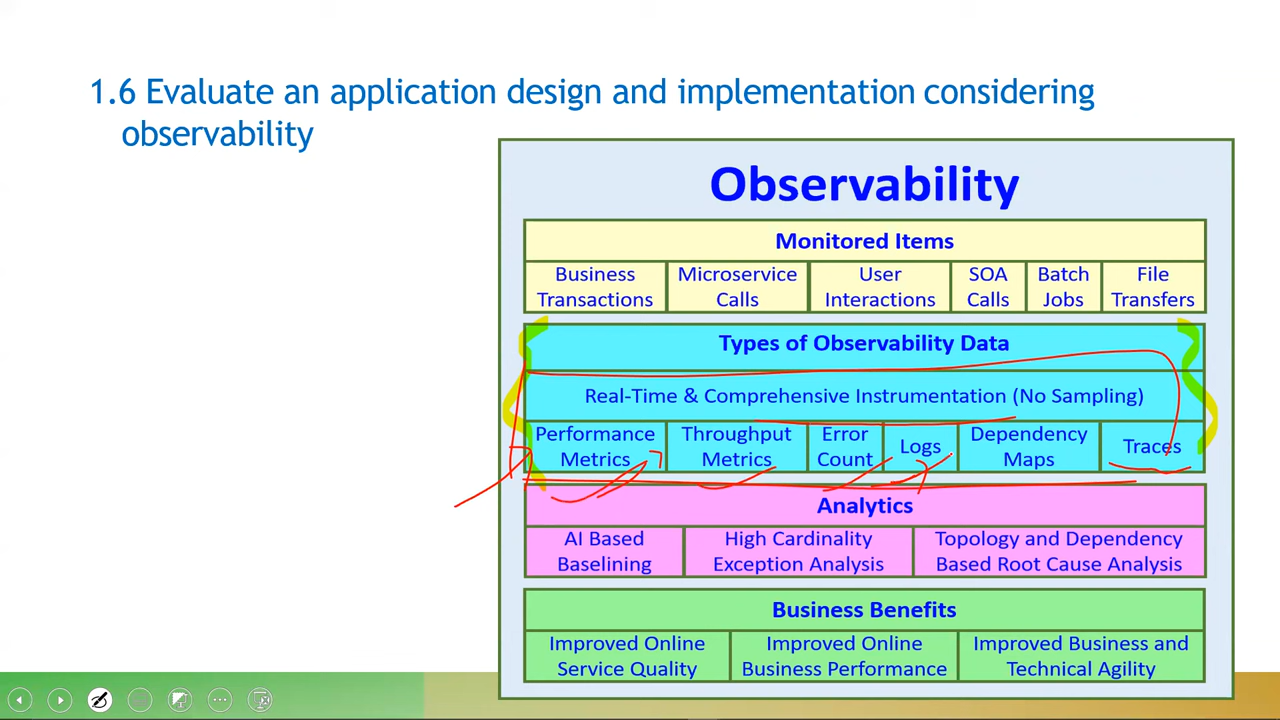 1.6 Evaluate an application design and implementation considering
observability
Observability
Monitored Items
Business Transactions
Microservice Calls
User Interactions
SOA Calls
Batch Jobs
File Transfers
Types of Observability Data
Real-Time & Comprehensive Instrumentation (No Sampling)
Performance Metrics
Throughput Metrics
Error Count
Logs
Dependency Maps
Traces
Analytics
AI Based Baselining
High Cardinality Exception Analysis
Topology and Dependency Based Root Cause Analysis
Business Benefits
Improved Online Service Quality
Improved Online Business Performance
Improved Business and Technical Agility